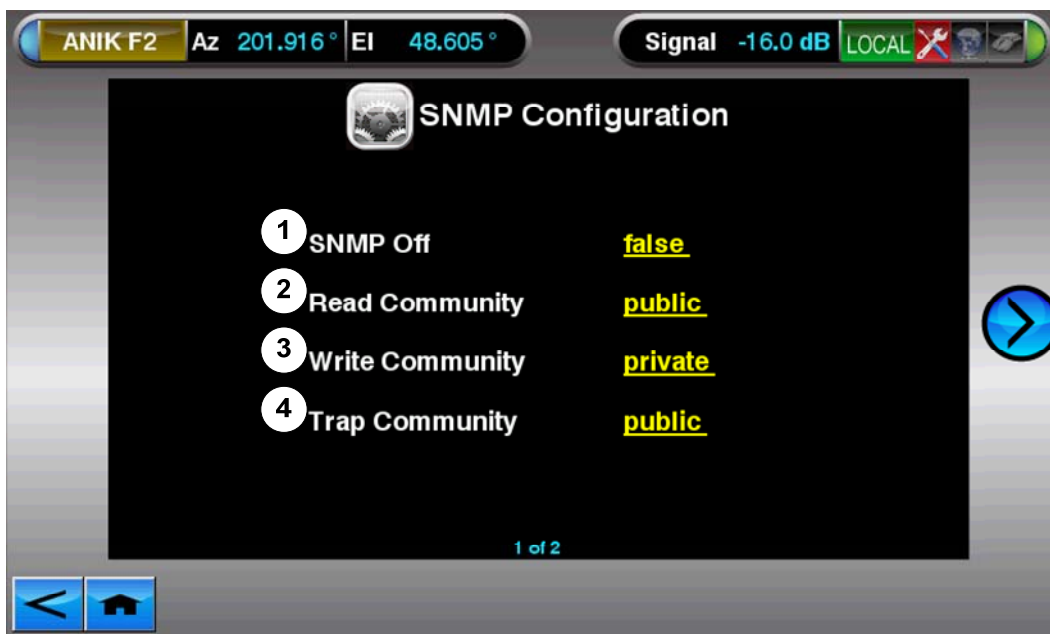 ANIK F2 Az 201.916° El 48.605° Signal -16.0 dB LOCAL
SNMP Configuration
1 SNMP Off false
2 Read Community public
3 Write Community private
4 Trap Community public
1 of 2